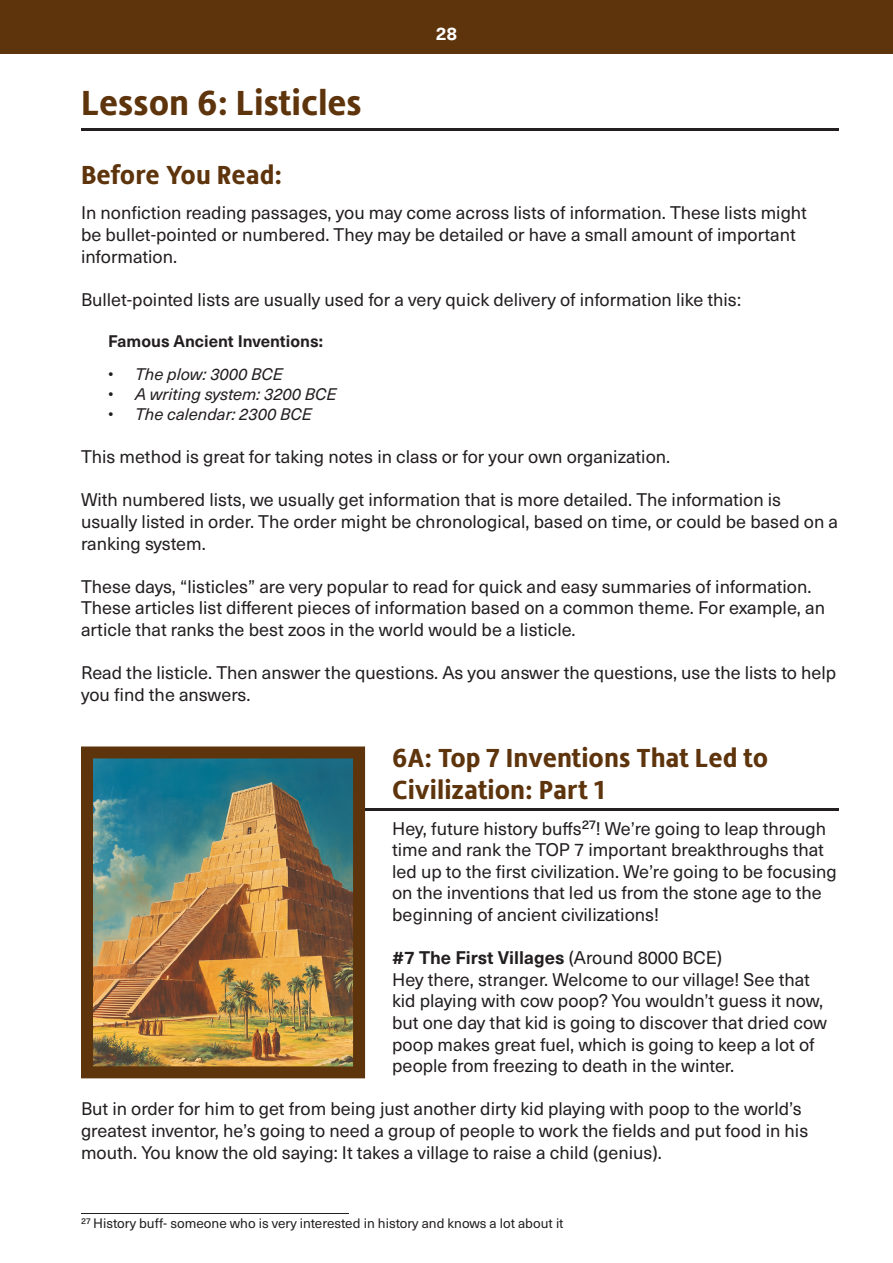 28
Lesson 6: Listicles
Before You Read:
In nonfiction reading passages, you may come across lists of information. These lists might
be bullet-pointed or numbered. They may be detailed or have a small amount of important
information.
Bullet-pointed lists are usually used for a very quick delivery of information like this:
Famous Ancient Inventions:
• The plow: 3000 BCE
• A writing system: 3200 BCE
• The calendar: 2300 BCE
This method is great for taking notes in class or for your own organization.
With numbered lists, we usually get information that is more detailed. The information is
usually listed in order. The order might be chronological, based on time, or could be based on a
ranking system.
These days, “listicles” are very popular to read for quick and easy summaries of information.
These articles list different pieces of information based on a common theme. For example, an
article that ranks the best zoos in the world would be a listicle.
Read the listicle. Then answer the questions. As you answer the questions, use the lists to help
you find the answers.
6A: Top 7 Inventions That Led to
Civilization: Part 1
Hey, future history buffs²⁷! We’re going to leap through
time and rank the TOP 7 important breakthroughs that
led up to the first civilization. We’re going to be focusing
on the inventions that led us from the stone age to the
beginning of ancient civilizations!
#7 The First Villages (Around 8000 BCE)
Hey there, stranger. Welcome to our village! See that
kid playing with cow poop? You wouldn’t guess it now,
but one day that kid is going to discover that dried cow
poop makes great fuel, which is going to keep a lot of
people from freezing to death in the winter.
But in order for him to get from being just another dirty kid playing with poop to the world’s
greatest inventor, he’s going to need a group of people to work the fields and put food in his
mouth. You know the old saying: It takes a village to raise a child (genius).
²⁷ History buff- someone who is very interested in history and knows a lot about it